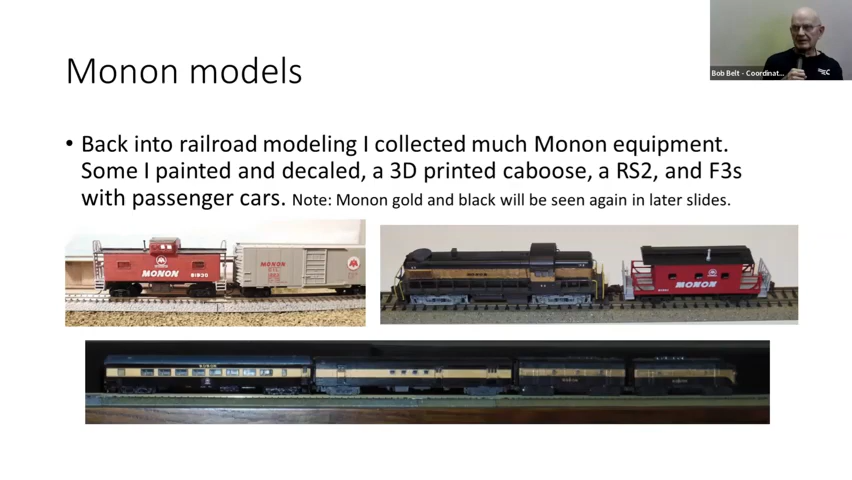 Monon models
Bob Belt - Coordinat...
• Back into railroad modeling I collected much Monon equipment.
Some I painted and decaled, a 3D printed caboose, a RS2, and F3s
with passenger cars. Note: Monon gold and black will be seen again in later slides.
MONON
81930
MONON
MONON
MONON